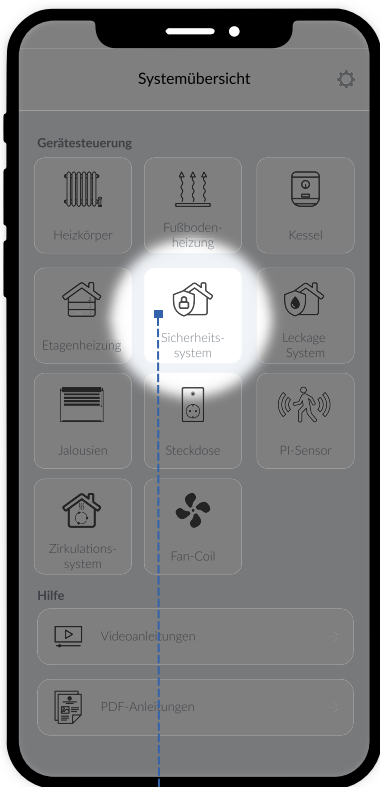 Systemübersicht
Gerätesteuerung
Heizkörper
Fußboden-
heizung
Kessel
Etagenheizung
Sicherheits-
system
Leckage
System
Jalousien
Steckdose
PI-Sensor
Zirkulations-
system
Fan-Coil
Hilfe
Videoanleitungen
PDF-Anleitungen